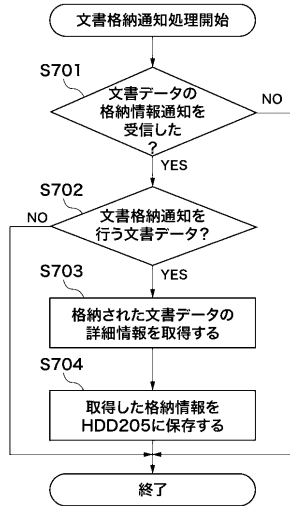 文書格納通知処理開始
S701
文書データの
格納情報通知を
受信した
?
NO
YES
S702
文書格納通知を
行う文書データ?
NO
YES
S703
格納された文書データの
詳細情報を取得する
S704
取得した格納情報を
HDD205に保存する
終了